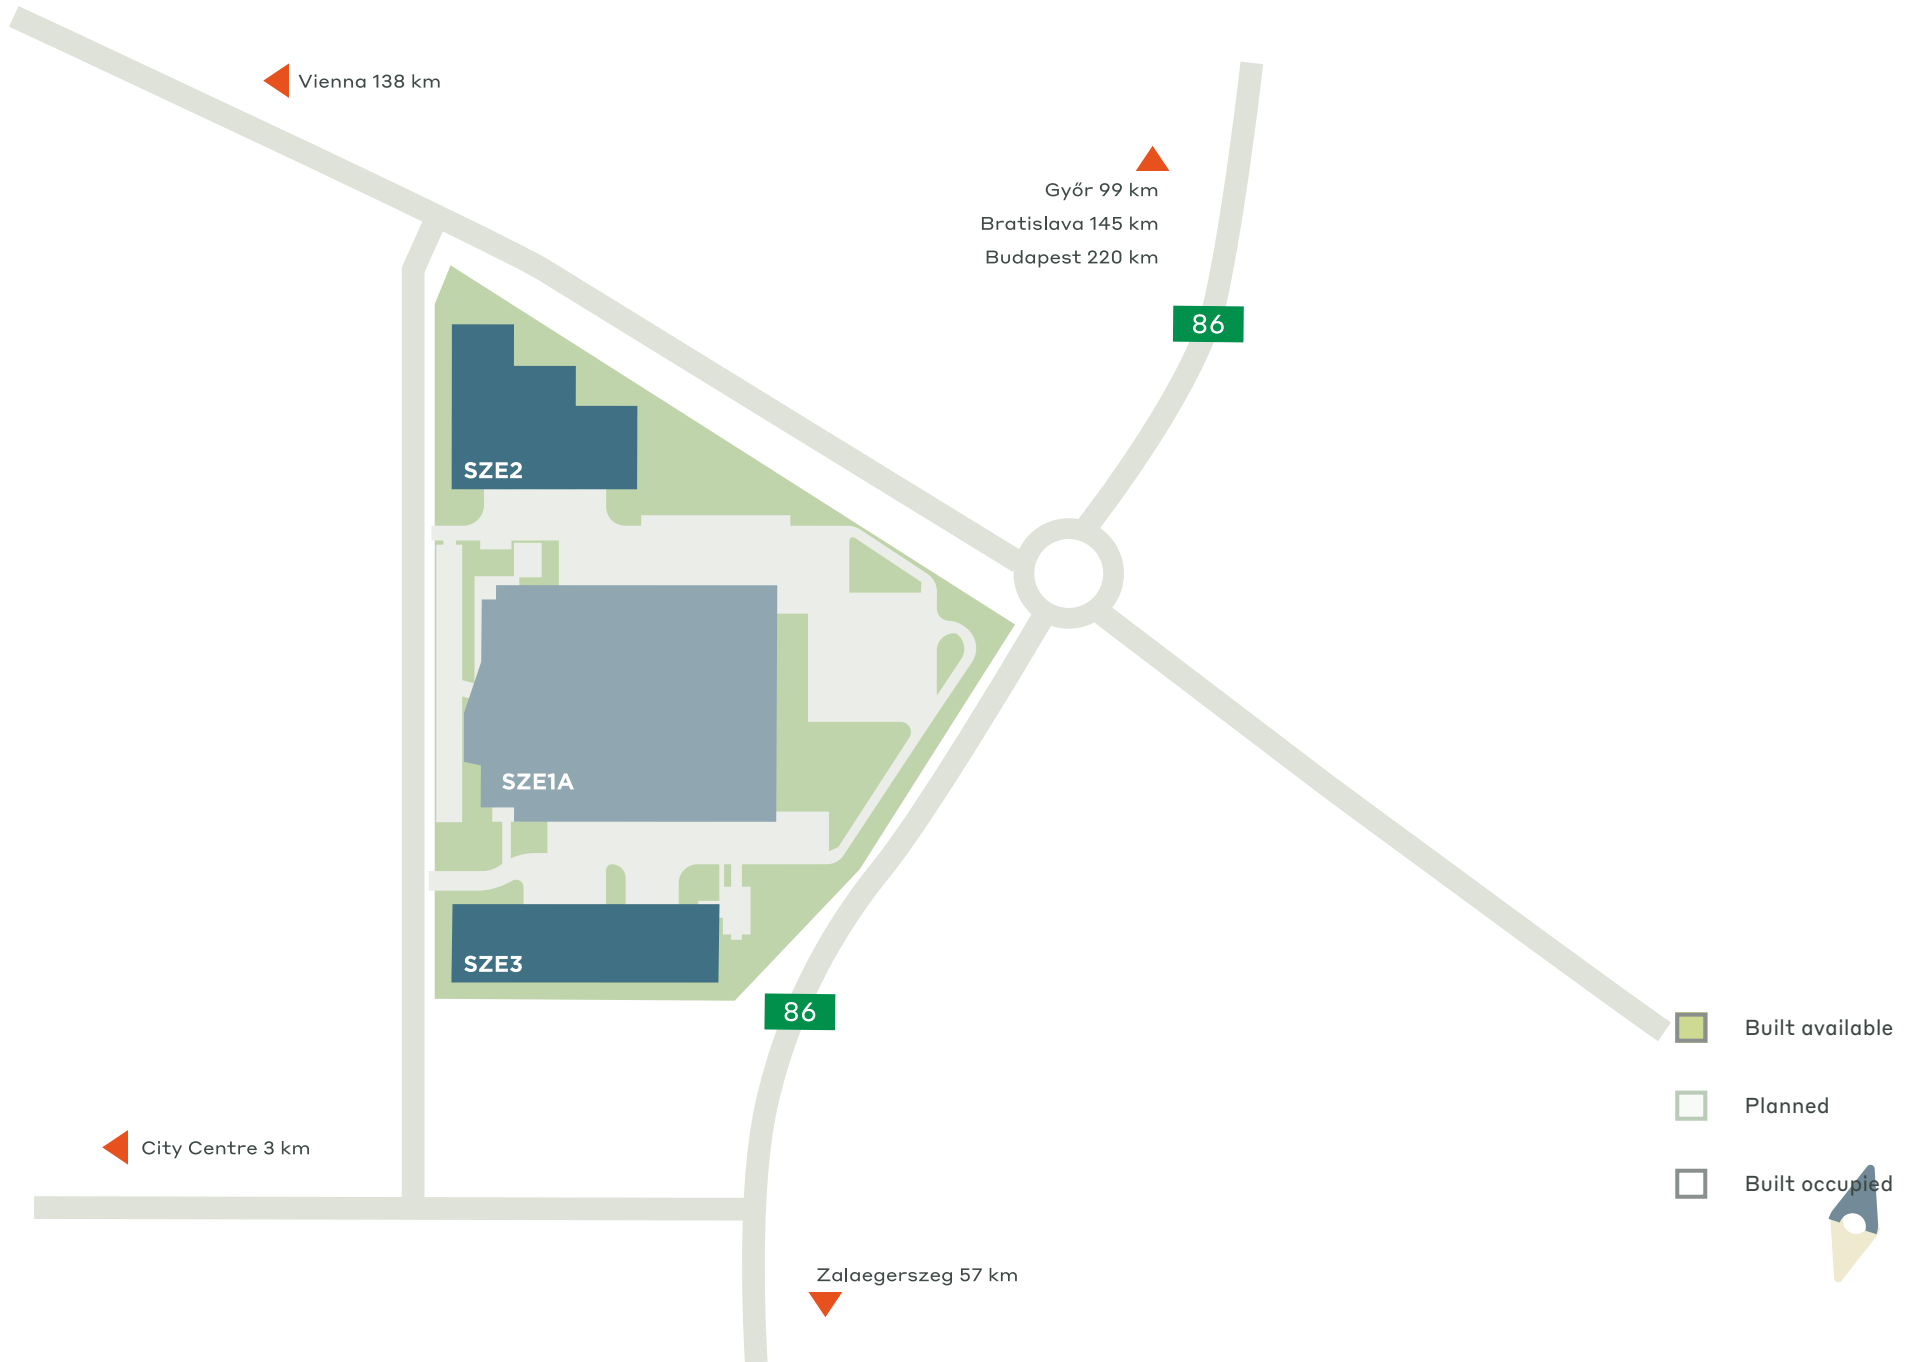 Vienna 138 km
Győr 99 km
Bratislava 145 km
Budapest 220 km
86
SZE2
SZE1A
SZE3
86
Built available
Planned
Built occupied
City Centre 3 km
Zalaegerszeg 57 km